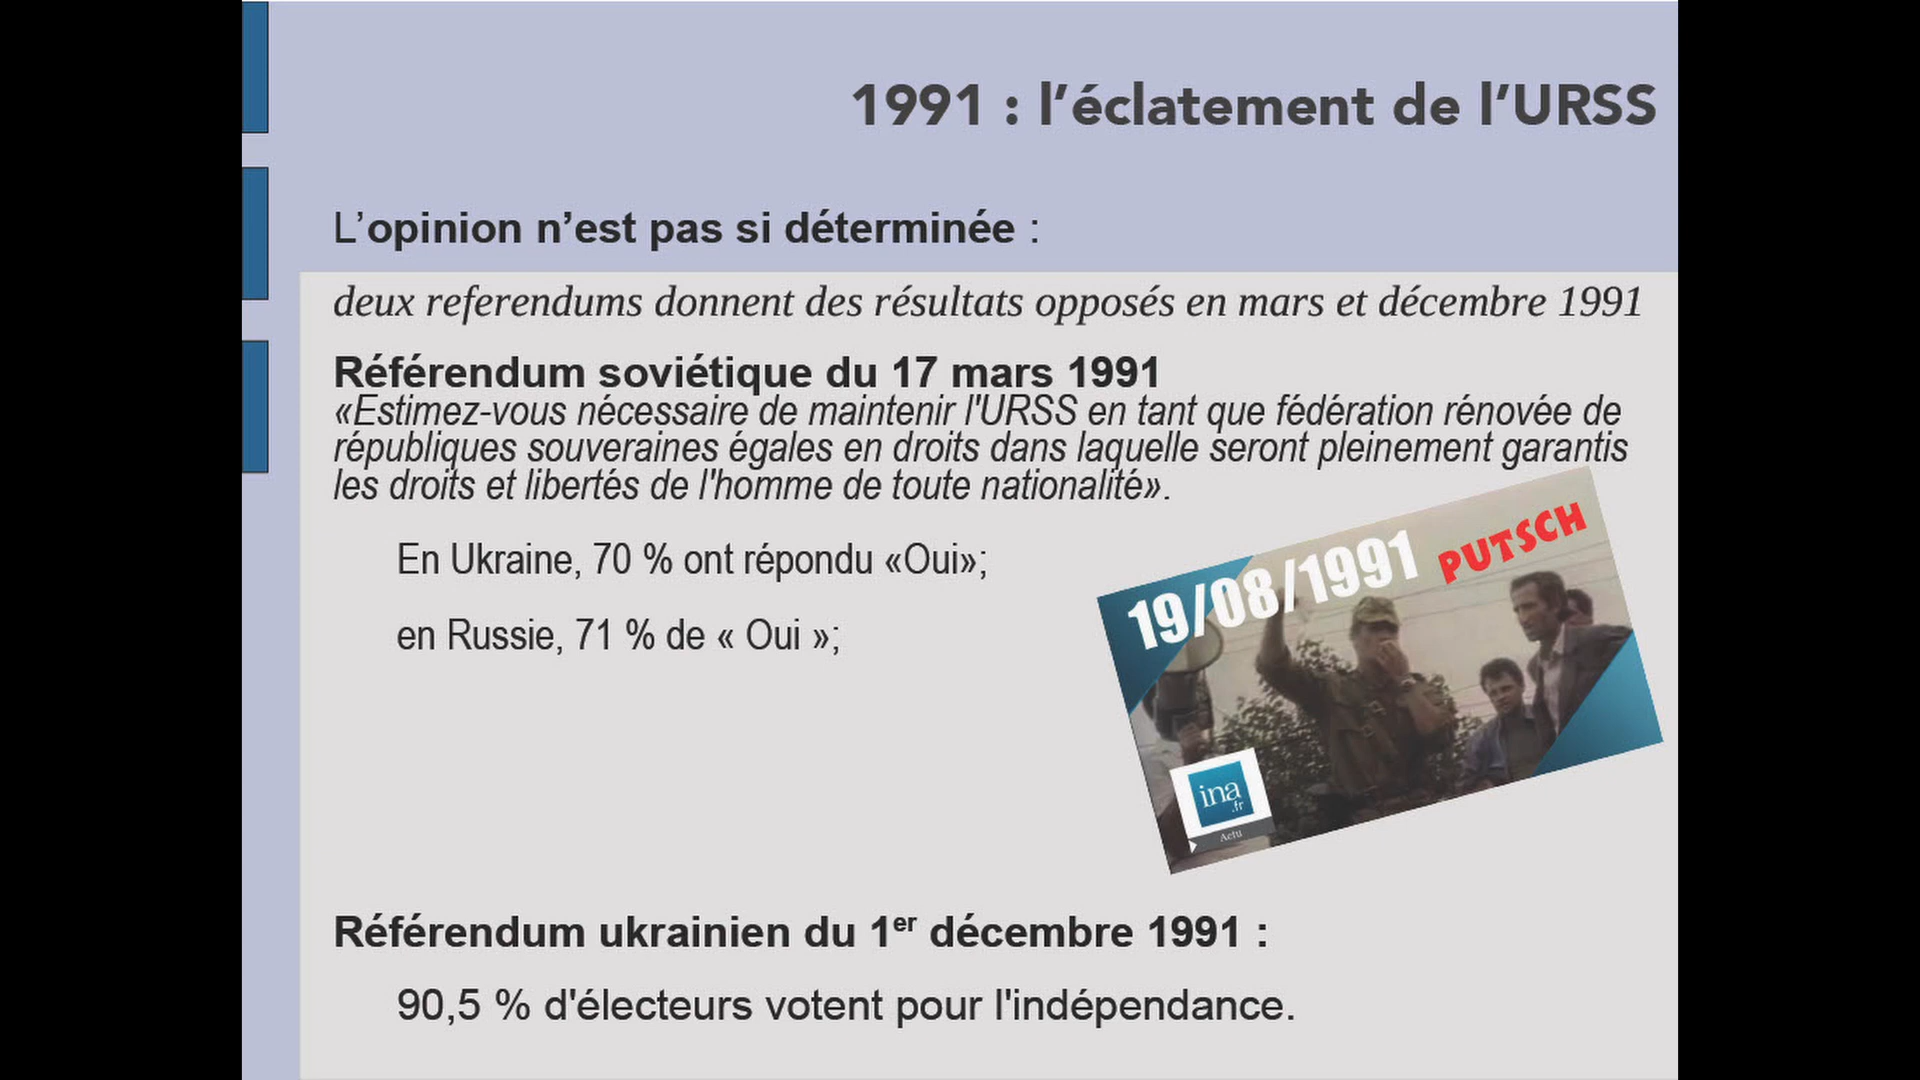 1991 : l’éclatement de l’URSS
L’opinion n’est pas si déterminée :
deux referendums donnent des résultats opposés en mars et décembre 1991
Référendum soviétique du 17 mars 1991
«Estimez-vous nécessaire de maintenir l'URSS en tant que fédération rénovée de
républiques souveraines égales en droits dans laquelle seront pleinement garantis
les droits et libertés de l'homme de toute nationalité».
En Ukraine, 70 % ont répondu «Oui»;
en Russie, 71 % de « Oui »;
19/08/1991 PUTSCH
ina
.fr
Actu
Référendum ukrainien du 1er décembre 1991 :
90,5 % d'électeurs votent pour l'indépendance.